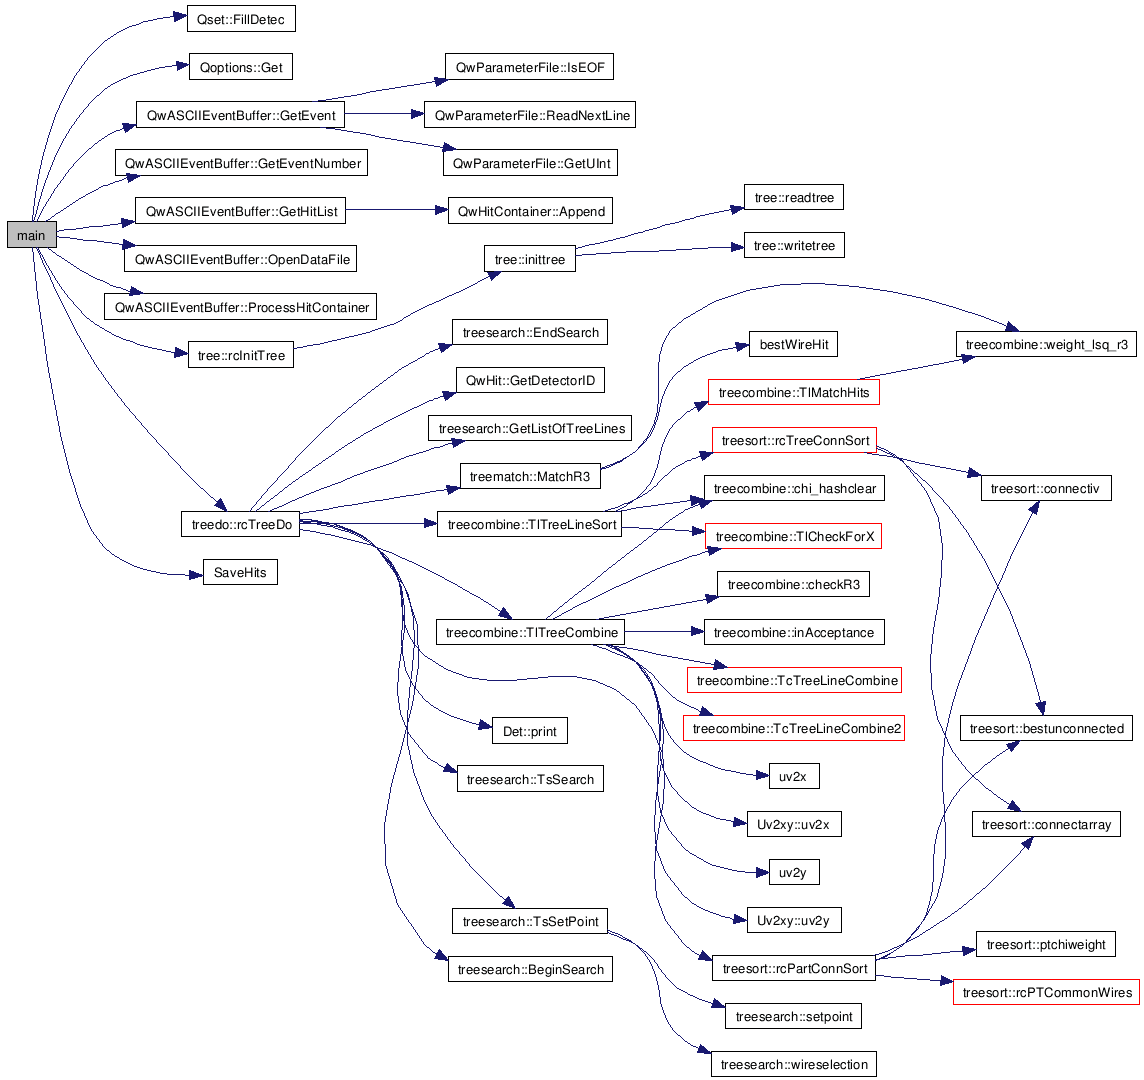 Qset::FillDetec
Qoptions::Get
QwParameterFile::IsEOF
QwASCIIEventBuffer::GetEvent
QwParameterFile::ReadNextLine
QwASCIIEventBuffer::GetEventNumber
QwParameterFile::GetUInt
tree::readtree
QwASCIIEventBuffer::GetHitList
QwHitContainer::Append
main
tree::writetree
QwASCIIEventBuffer::OpenDataFile
tree::inittree
QwASCIIEventBuffer::ProcessHitContainer
treesearch::EndSearch
bestWireHit
treecombine::weight_lsq_r3
tree::rcInitTree
QwHit::GetDetectorID
treecombine::TlMatchHits
treesearch::GetListOfTreeLines
treesort::rcTreeConnSort
treematch::MatchR3
treecombine::chi_hashclear
treesort::connectiv
treedo::rcTreeDo
treecombine::TlTreeLineSort
treecombine::TlCheckForX
SaveHits
treecombine::checkR3
treecombine::TlTreeCombine
treecombine::inAcceptance
treecombine::TcTreeLineCombine
Det::print
treecombine::TcTreeLineCombine2
treesort::bestunconnected
treesearch::TsSearch
uv2x
Uv2xy::uv2x
treesort::connectarray
uv2y
treesearch::TsSetPoint
Uv2xy::uv2y
treesort::ptchiweight
treesearch::BeginSearch
treesort::rcPartConnSort
treesort::rcPTCommonWires
treesearch::setpoint
treesearch::wireselection